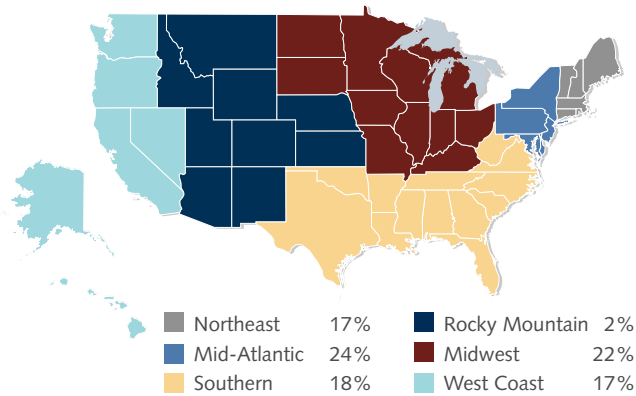 Northeast 17% Rocky Mountain 2%
Mid-Atlantic 24% Midwest 22%
Southern 18% West Coast 17%